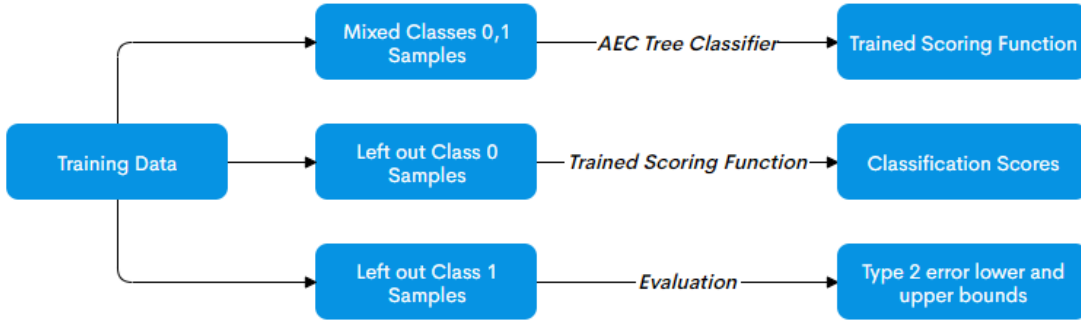 Mixed Classes 0,1
Samples
AEC Tree Classifier
Trained Scoring Function
Training Data
Left out Class 0
Samples
Trained Scoring Function
Classification Scores
Left out Class 1
Samples
Evaluation
Type 2 error lower and
upper bounds